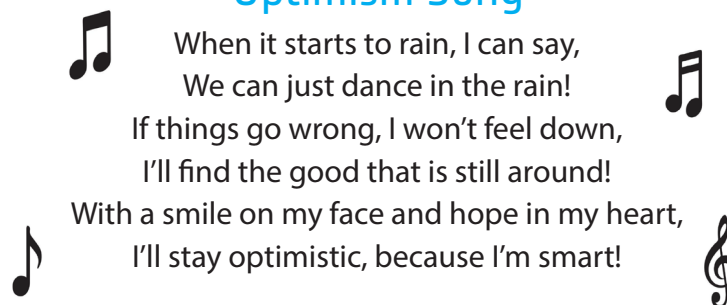 Optimism Song
When it starts to rain, I can say,
We can just dance in the rain!
If things go wrong, I won’t feel down,
I’ll find the good that is still around!
With a smile on my face and hope in my heart,
I’ll stay optimistic, because I’m smart!